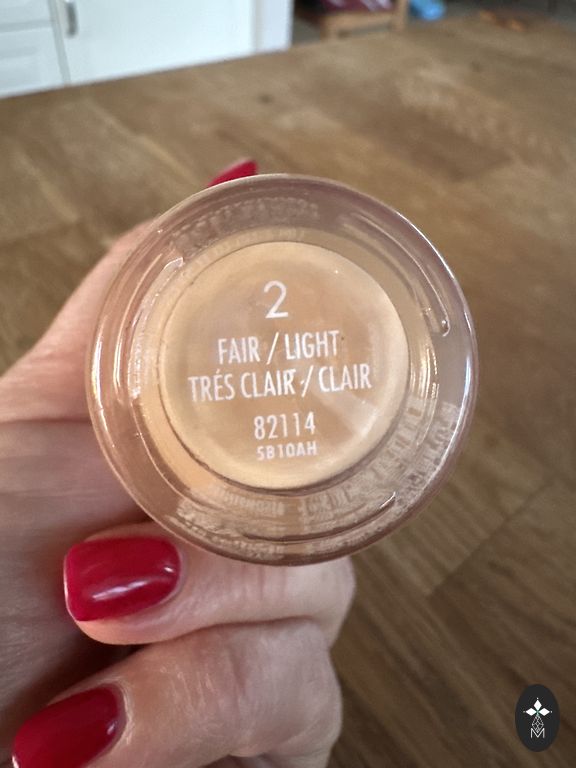 2
FAIR / LIGHT
TRÉS CLAIR / CLAIR
82114
5B10AH
M